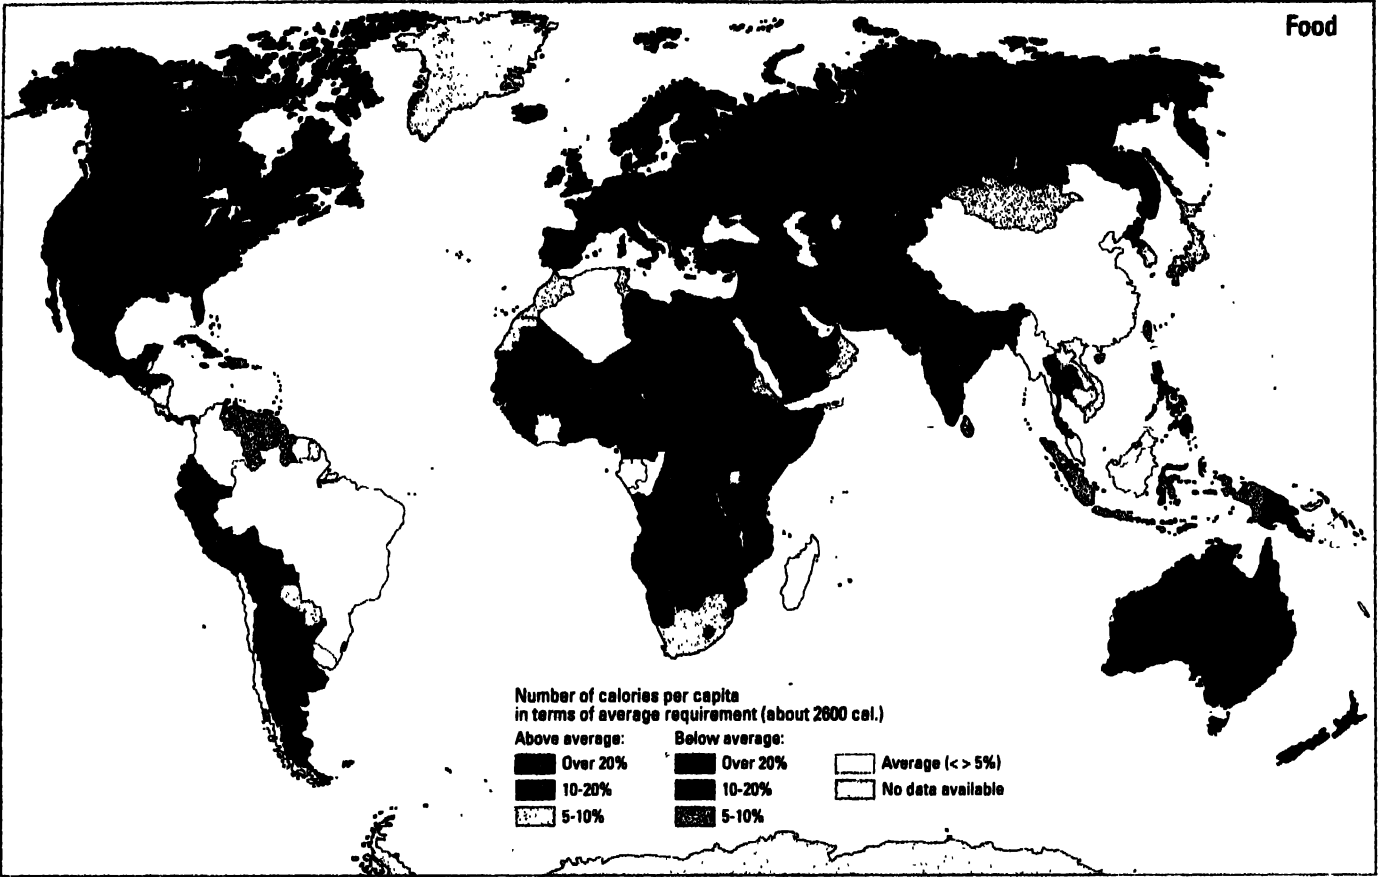 Food
Number of calories per capita
in terms of average requirement (about 2600 cal.)
Above average:
Over 20%
10-20%
5-10%
Below average:
Over 20%
10-20%
5-10%
Average (< > 5%)
No data available